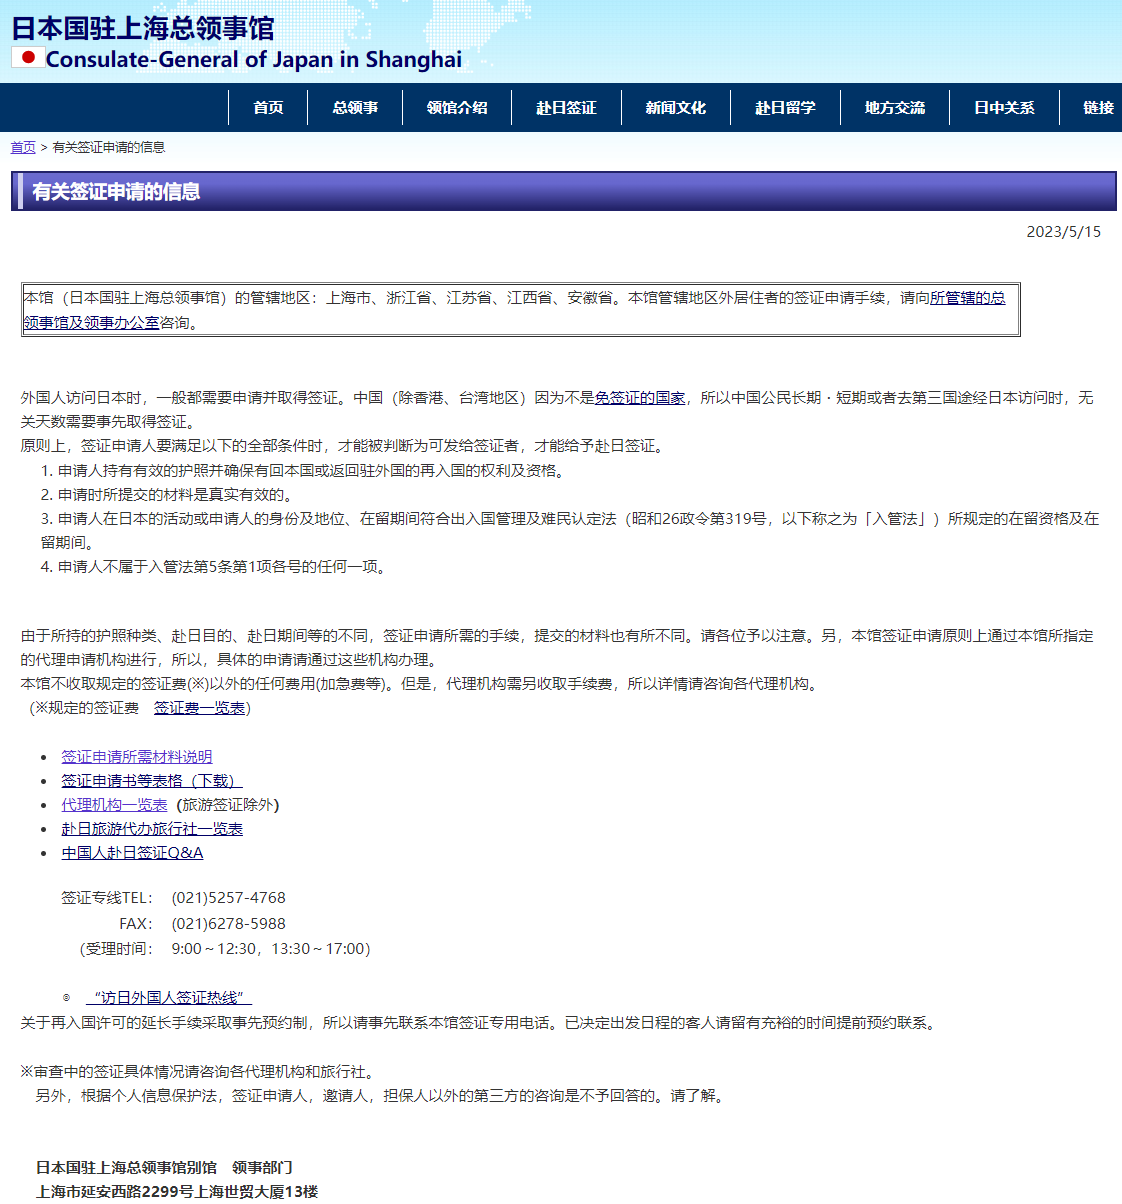 日本国驻上海总领事馆
Consulate-General of Japan in Shanghai
首页 总领事 领馆介绍 赴日签证 新闻文化 赴日留学 地方交流 日中关系 链接
首页 > 有关签证申请的信息
有关签证申请的信息
2023/5/15
本馆（日本国驻上海总领事馆）的管辖地区：上海市、浙江省、江苏省、江西省、安徽省。本馆管辖地区外居住者的签证申请手续，请向所管辖的总
领事馆及领事办公室咨询。
外国人访问日本时，一般都需要申请并取得签证。中国（除香港、台湾地区）因为不是免签证的国家，所以中国公民长期・短期或者去第三国途经日本访问时，无
关天数需要事先取得签证。
原则上，签证申请人要满足以下的全部条件时，才能被判断为可发给签证者，才能给予赴日签证。
1. 申请人持有有效的护照并确保有回本国或返回驻外国的再入国的权利及资格。
2. 申请时所提交的材料是真实有效的。
3. 申请人在日本的活动或申请人的身份及地位、在留期间符合出入国管理及难民认定法（昭和26政令第319号，以下称之为「入管法」）所规定的在留资格及在
留期间。
4. 申请人不属于入管法第5条第1项各号的任何一项。
由于所持的护照种类、赴日目的、赴日期间等的不同，签证申请所需的手续，提交的材料也有所不同。请各位予以注意。另，本馆签证申请原则上通过本馆所指定
的代理申请机构进行，所以，具体的申请请通过这些机构办理。
本馆不收取规定的签证费(※)以外的任何费用(加急费等)。但是，代理机构需另收取手续费，所以详情请咨询各代理机构。
（※规定的签证费　签证费一览表）
• 签证申请所需材料说明
• 签证申请书等表格（下载）
• 代理机构一览表（旅游签证除外）
• 赴日旅游代办旅行社一览表
• 中国人赴日签证Q&A
签证专线TEL： (021)5257-4768
FAX： (021)6278-5988
（受理时间： 9:00～12:30，13:30～17:00）
◎ “访日外国人签证热线”
关于再入国许可的延长手续采取事先预约制，所以请事先联系本馆签证专用电话。已决定出发日程的客人请留有充裕的时间提前预约联系。
※审查中的签证具体情况请咨询各代理机构和旅行社。
另外，根据个人信息保护法，签证申请人，邀请人，担保人以外的第三方的咨询是不予回答的。请了解。
日本国驻上海总领事馆别馆　领事部门
上海市延安西路2299号上海世贸大厦13楼